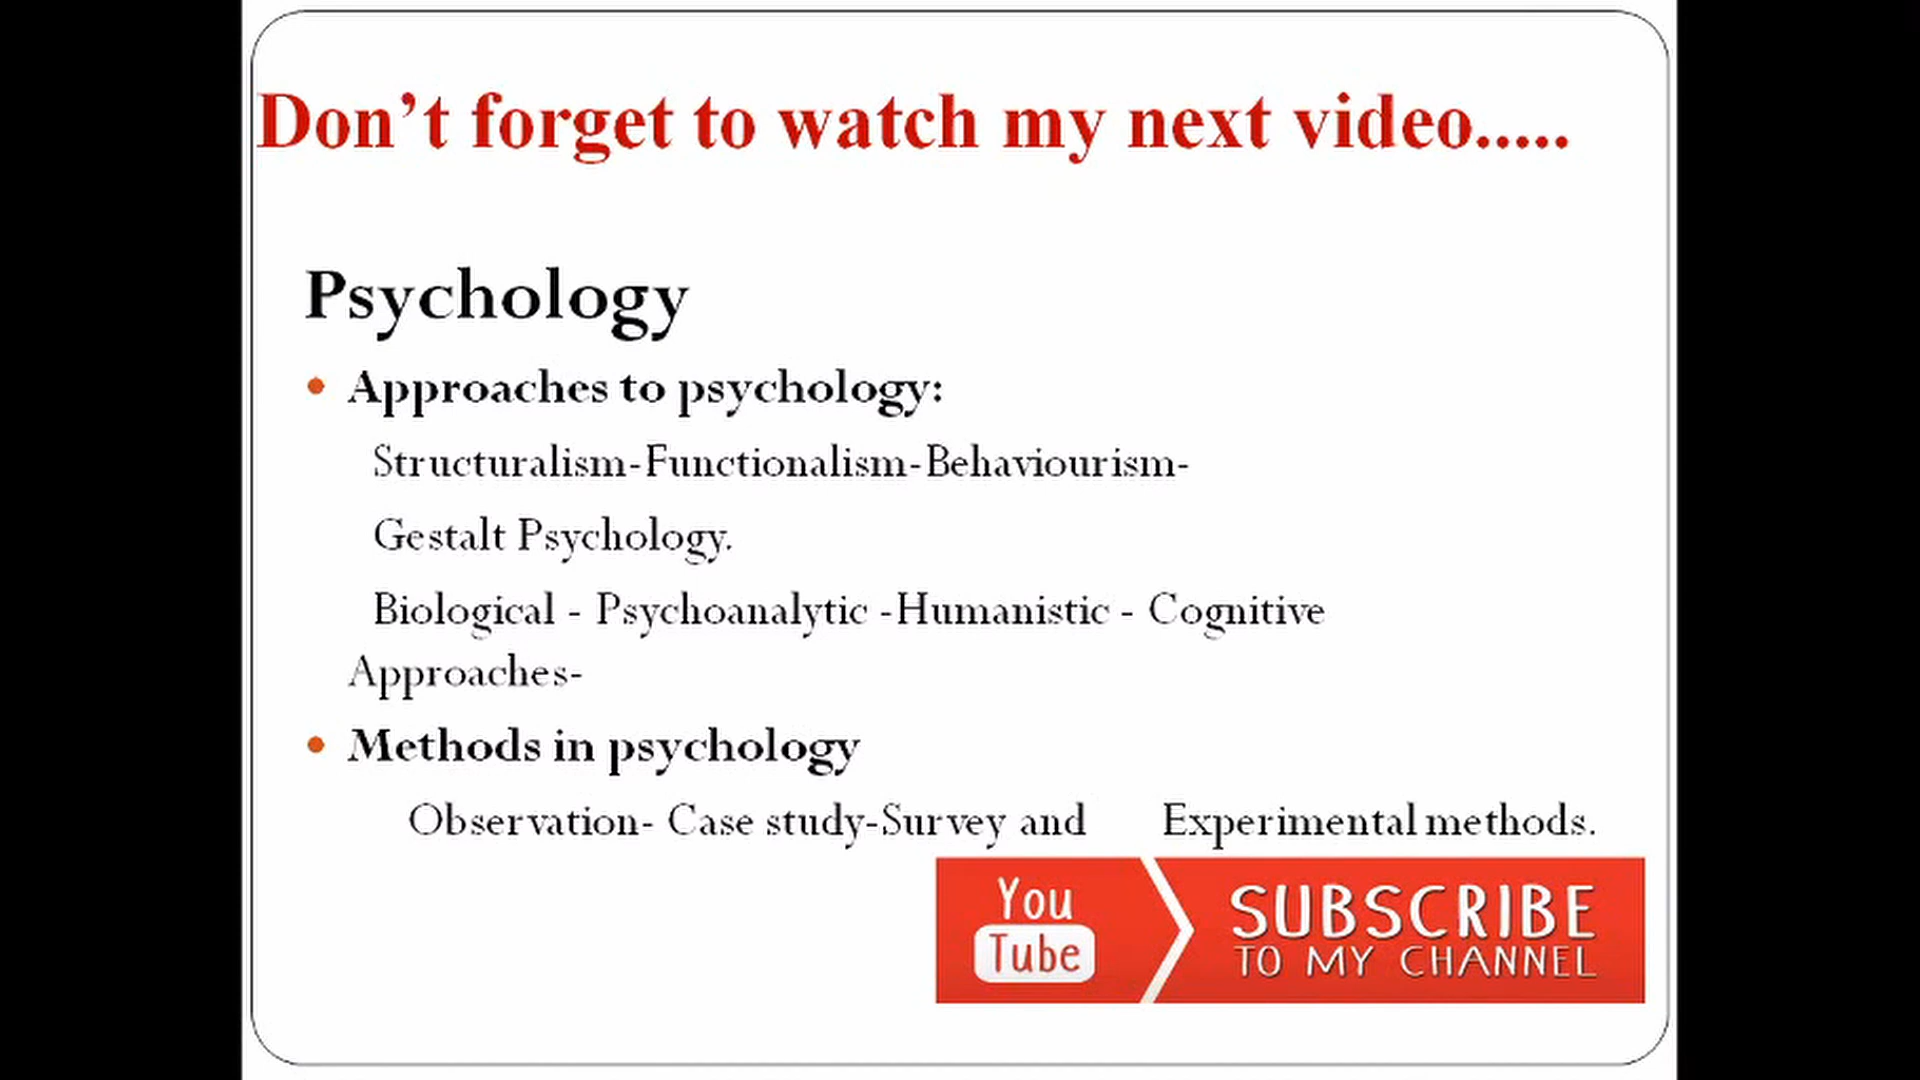 Don't forget to watch my next video.....
Psychology
• Approaches to psychology:
Structuralism-Functionalism-Behaviourism-
Gestalt Psychology.
Biological - Psychoanalytic -Humanistic - Cognitive
Approaches-
• Methods in psychology
Observation- Case study-Survey and Experimental methods.
You
Tube
SUBSCRIBE
TO MY CHANNEL